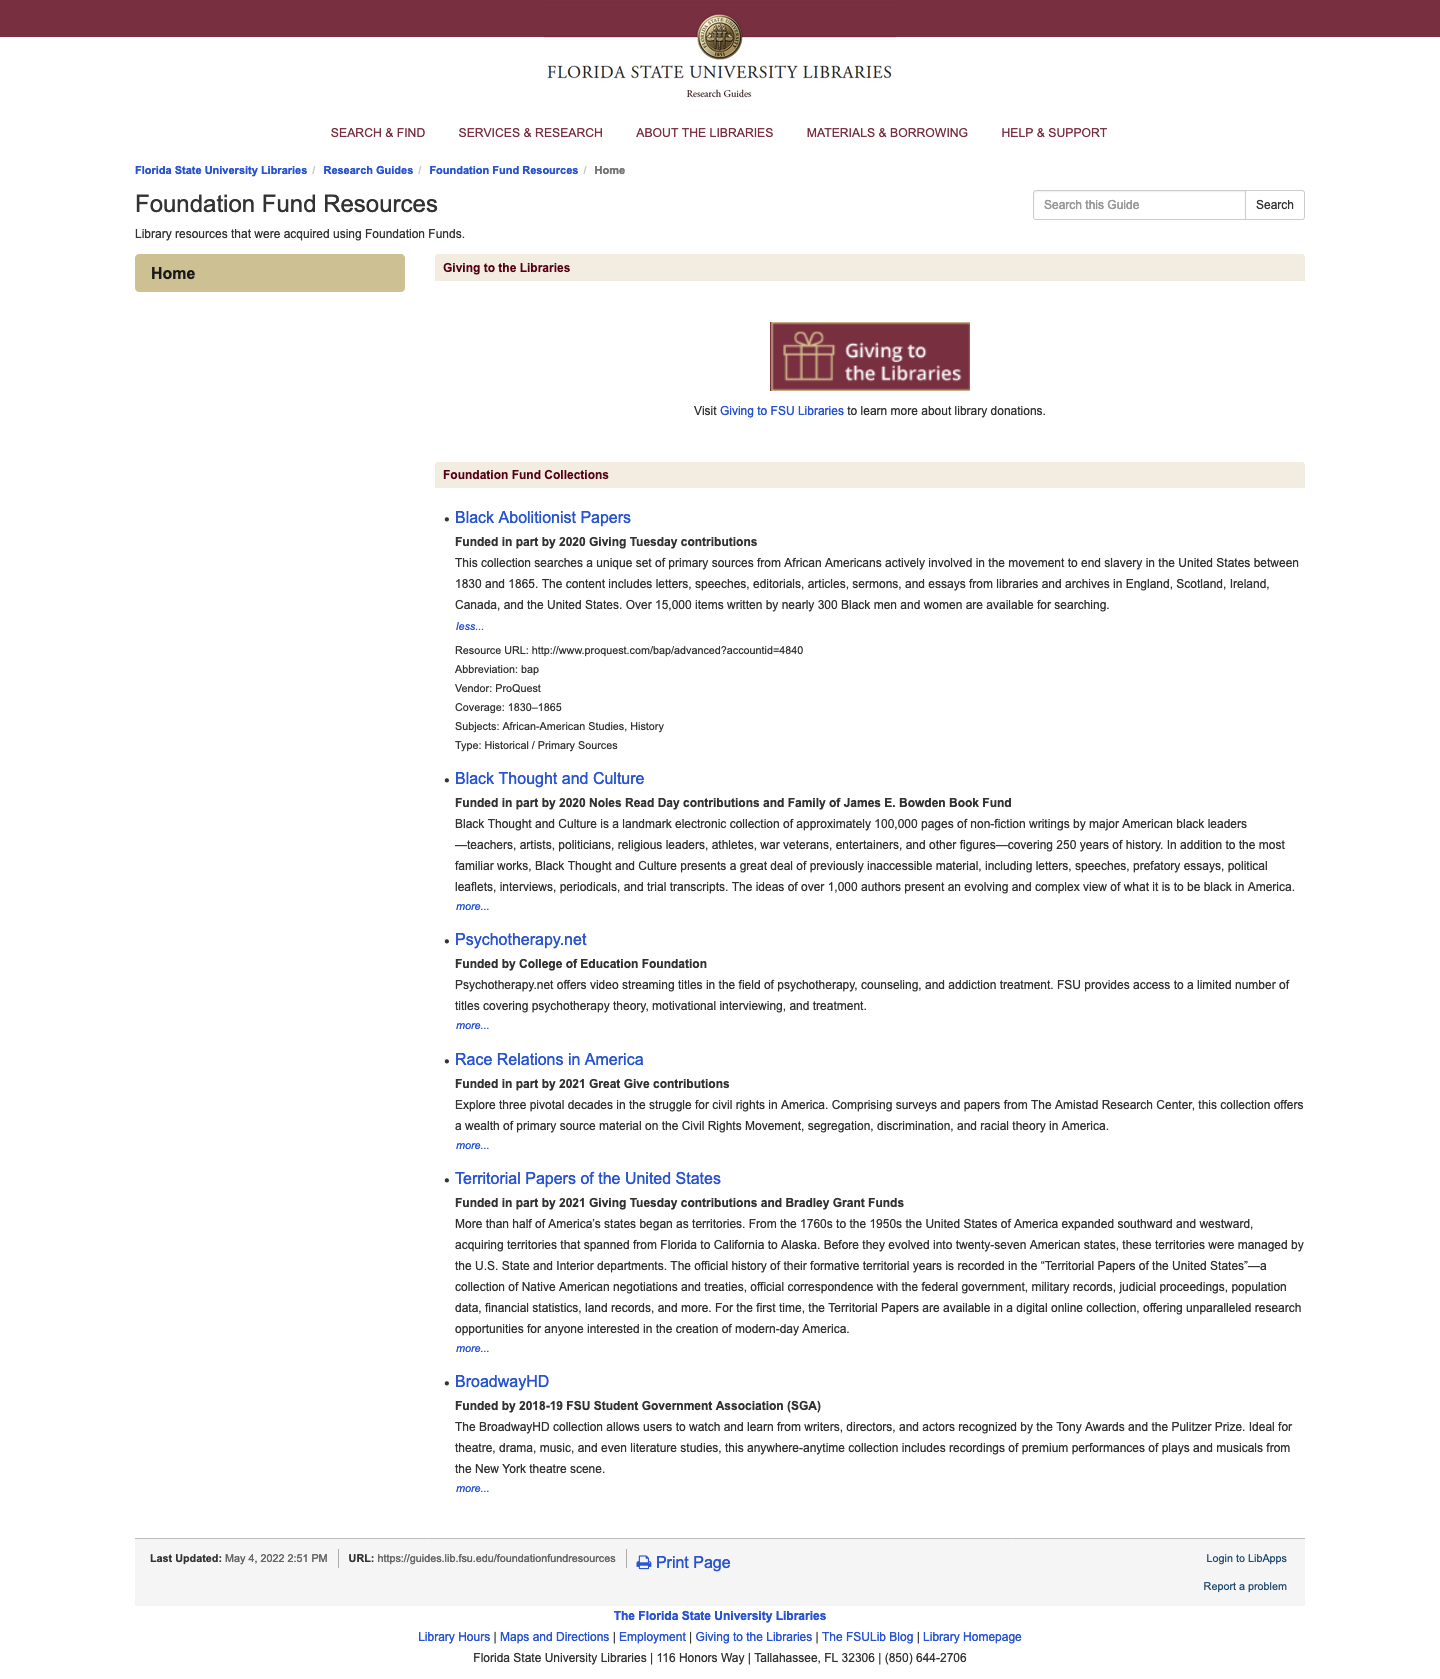 FLORIDA STATE UNIVERSITY LIBRARIES
Research Guides
SEARCH & FIND SERVICES & RESEARCH ABOUT THE LIBRARIES MATERIALS & BORROWING HELP & SUPPORT
Florida State University Libraries / Research Guides / Foundation Fund Resources / Home
Foundation Fund Resources
Search this Guide Search
Library resources that were acquired using Foundation Funds.
Home
Giving to the Libraries
Giving to
the Libraries
Visit Giving to FSU Libraries to learn more about library donations.
Foundation Fund Collections
• Black Abolitionist Papers
Funded in part by 2020 Giving Tuesday contributions
This collection searches a unique set of primary sources from African Americans actively involved in the movement to end slavery in the United States between
1830 and 1865. The content includes letters, speeches, editorials, articles, sermons, and essays from libraries and archives in England, Scotland, Ireland,
Canada, and the United States. Over 15,000 items written by nearly 300 Black men and women are available for searching.
less...
Resource URL: http://www.proquest.com/bap/advanced?accountid=4840
Abbreviation: bap
Vendor: ProQuest
Coverage: 1830–1865
Subjects: African-American Studies, History
Type: Historical / Primary Sources
• Black Thought and Culture
Funded in part by 2020 Noles Read Day contributions and Family of James E. Bowden Book Fund
Black Thought and Culture is a landmark electronic collection of approximately 100,000 pages of non-fiction writings by major American black leaders
—teachers, artists, politicians, religious leaders, athletes, war veterans, entertainers, and other figures—covering 250 years of history. In addition to the most
familiar works, Black Thought and Culture presents a great deal of previously inaccessible material, including letters, speeches, prefatory essays, political
leaflets, interviews, periodicals, and trial transcripts. The ideas of over 1,000 authors present an evolving and complex view of what it is to be black in America.
more...
• Psychotherapy.net
Funded by College of Education Foundation
Psychotherapy.net offers video streaming titles in the field of psychotherapy, counseling, and addiction treatment. FSU provides access to a limited number of
titles covering psychotherapy theory, motivational interviewing, and treatment.
more...
• Race Relations in America
Funded in part by 2021 Great Give contributions
Explore three pivotal decades in the struggle for civil rights in America. Comprising surveys and papers from The Amistad Research Center, this collection offers
a wealth of primary source material on the Civil Rights Movement, segregation, discrimination, and racial theory in America.
more...
• Territorial Papers of the United States
Funded in part by 2021 Giving Tuesday contributions and Bradley Grant Funds
More than half of America's states began as territories. From the 1760s to the 1950s the United States of America expanded southward and westward,
acquiring territories that spanned from Florida to California to Alaska. Before they evolved into twenty-seven American states, these territories were managed by
the U.S. State and Interior departments. The official history of their formative territorial years is recorded in the “Territorial Papers of the United States”—a
collection of Native American negotiations and treaties, official correspondence with the federal government, military records, judicial proceedings, population
data, financial statistics, land records, and more. For the first time, the Territorial Papers are available in a digital online collection, offering unparalleled research
opportunities for anyone interested in the creation of modern-day America.
more...
• BroadwayHD
Funded by 2018-19 FSU Student Government Association (SGA)
The BroadwayHD collection allows users to watch and learn from writers, directors, and actors recognized by the Tony Awards and the Pulitzer Prize. Ideal for
theatre, drama, music, and even literature studies, this anywhere-anytime collection includes recordings of premium performances of plays and musicals from
the New York theatre scene.
more...
Last Updated: May 4, 2022 2:51 PM URL: https://guides.lib.fsu.edu/foundationfundresources Print Page Login to LibApps
Report a problem
The Florida State University Libraries
Library Hours | Maps and Directions | Employment | Giving to the Libraries | The FSULib Blog | Library Homepage
Florida State University Libraries | 116 Honors Way | Tallahassee, FL 32306 | (850) 644-2706